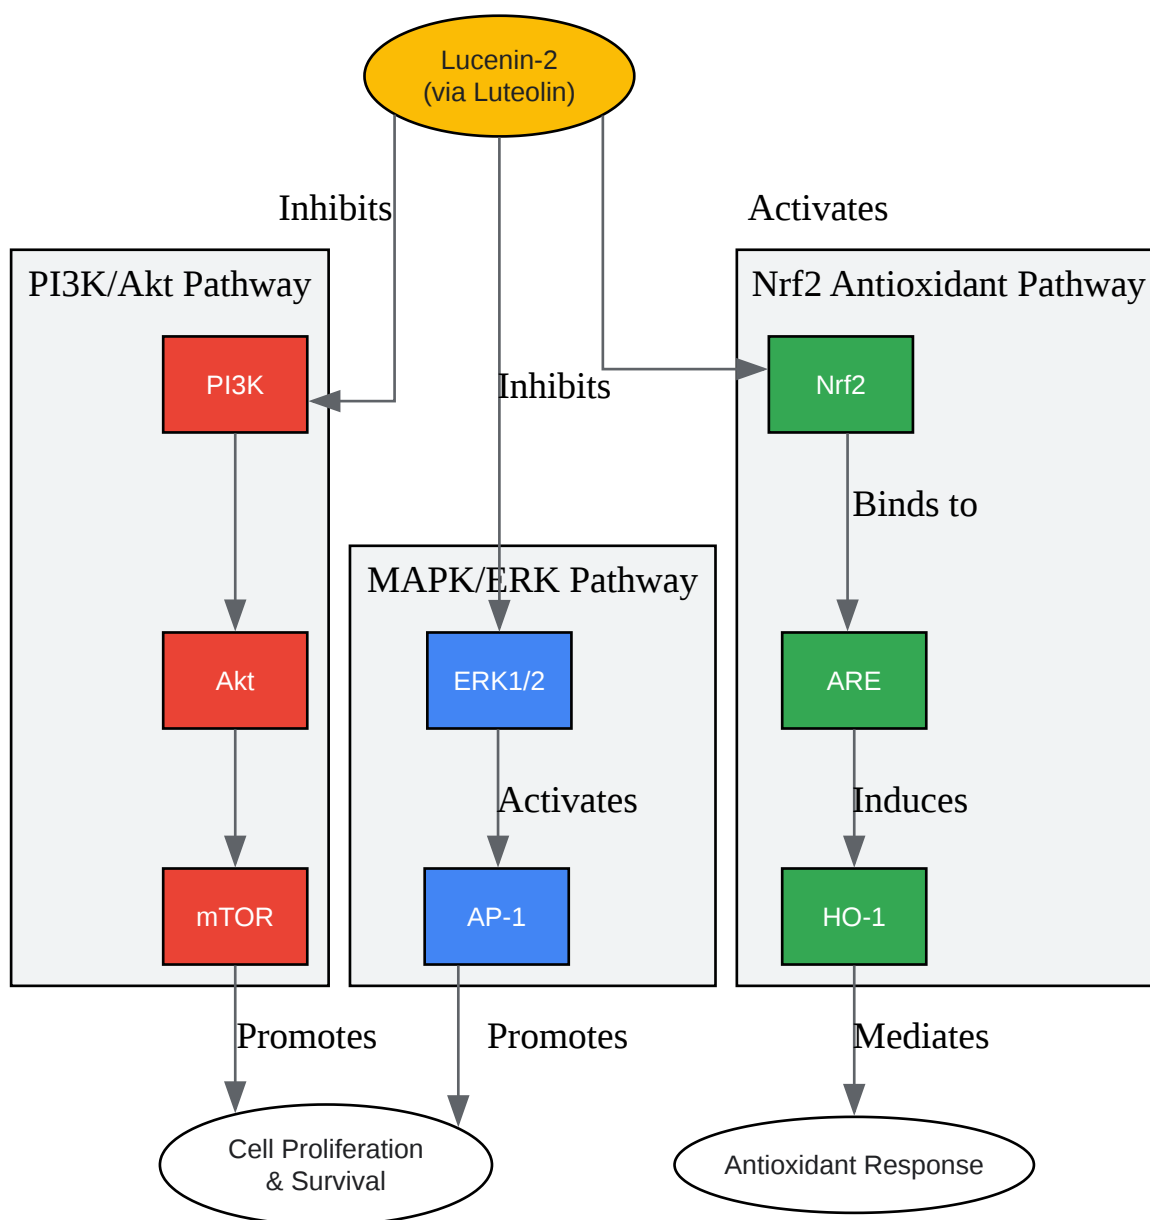 Lucenin-2
(via Luteolin)
Inhibits
Activates
PI3K/Akt Pathway
Nrf2 Antioxidant Pathway
PI3K
Inhibits
Nrf2
Binds to
MAPK/ERK Pathway
Akt
ERK1/2
ARE
Activates
Induces
mTOR
AP-1
HO-1
Promotes
Promotes
Mediates
Cell Proliferation
& Survival
Antioxidant Response